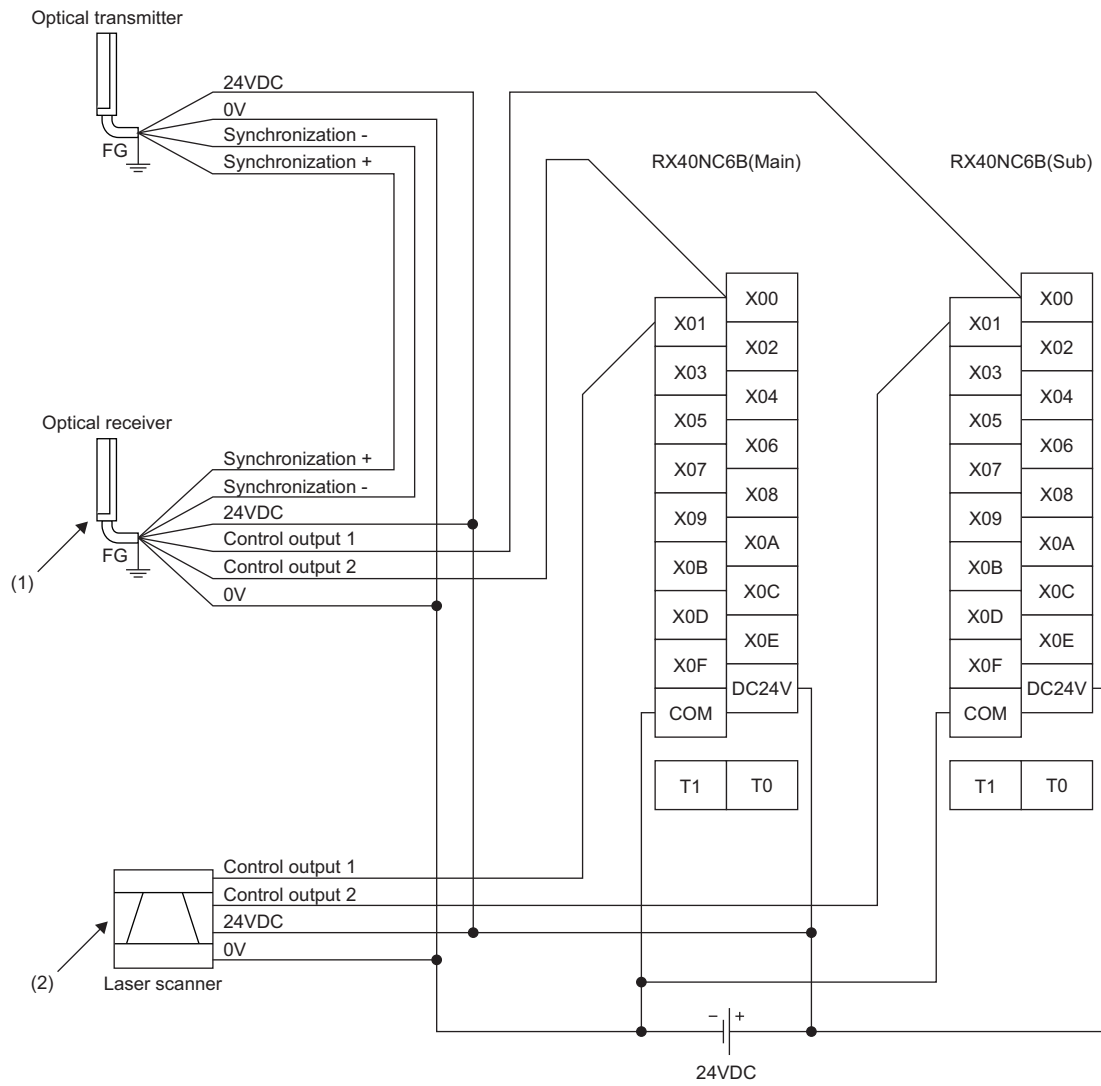 Optical transmitter
24VDC
0V
Synchronization -
Synchronization +
FG
RX40NC6B(Main)
RX40NC6B(Sub)
X00
X01
X02
X03
X04
X05
X06
X07
X08
X09
X0A
X0B
X0C
X0D
X0E
X0F
DC24V
COM
T1
T0
X00
X01
X02
X03
X04
X05
X06
X07
X08
X09
X0A
X0B
X0C
X0D
X0E
X0F
DC24V
COM
T1
T0
Optical receiver
Synchronization +
Synchronization -
24VDC
Control output 1
Control output 2
0V
FG
(1)
Control output 1
Control output 2
24VDC
0V
(2)
Laser scanner
− +
24VDC